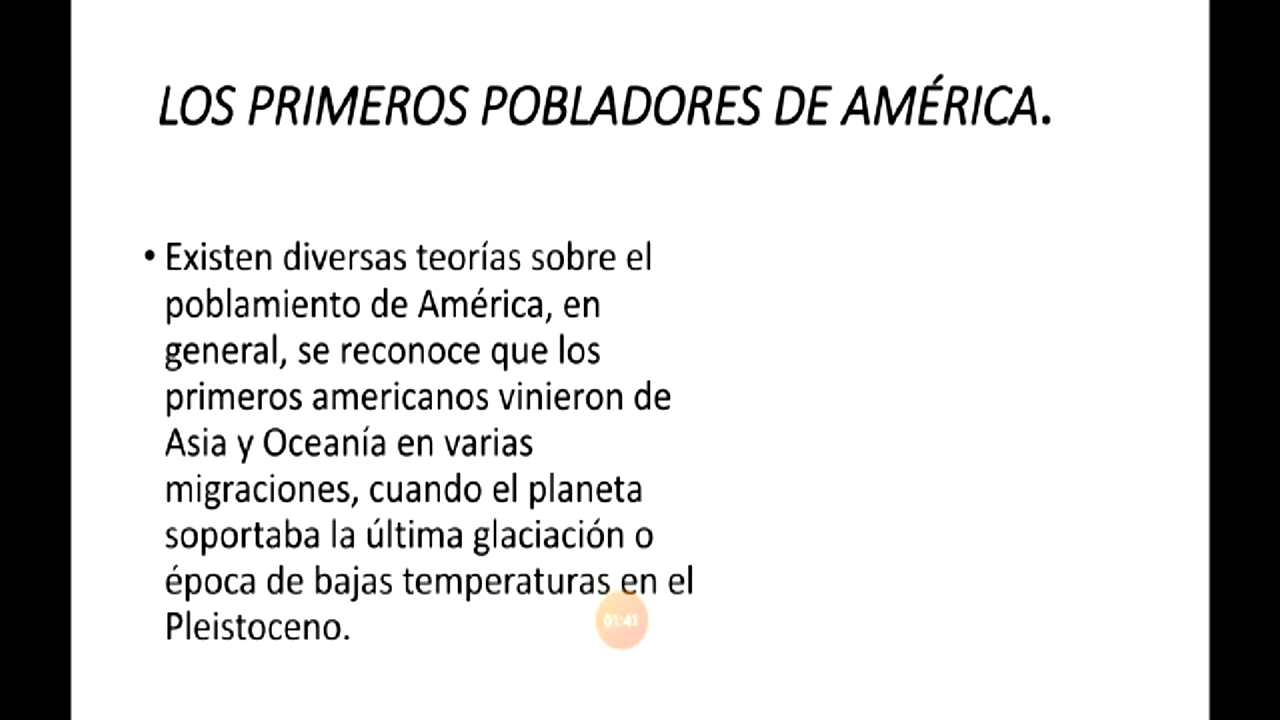 LOS PRIMEROS POBLADORES DE AMÉRICA.
• Existen diversas teorías sobre el
poblamiento de América, en
general, se reconoce que los
primeros americanos vinieron de
Asia y Oceanía en varias
migraciones, cuando el planeta
soportaba la última glaciación o
época de bajas temperaturas en el
Pleistoceno.
01:41